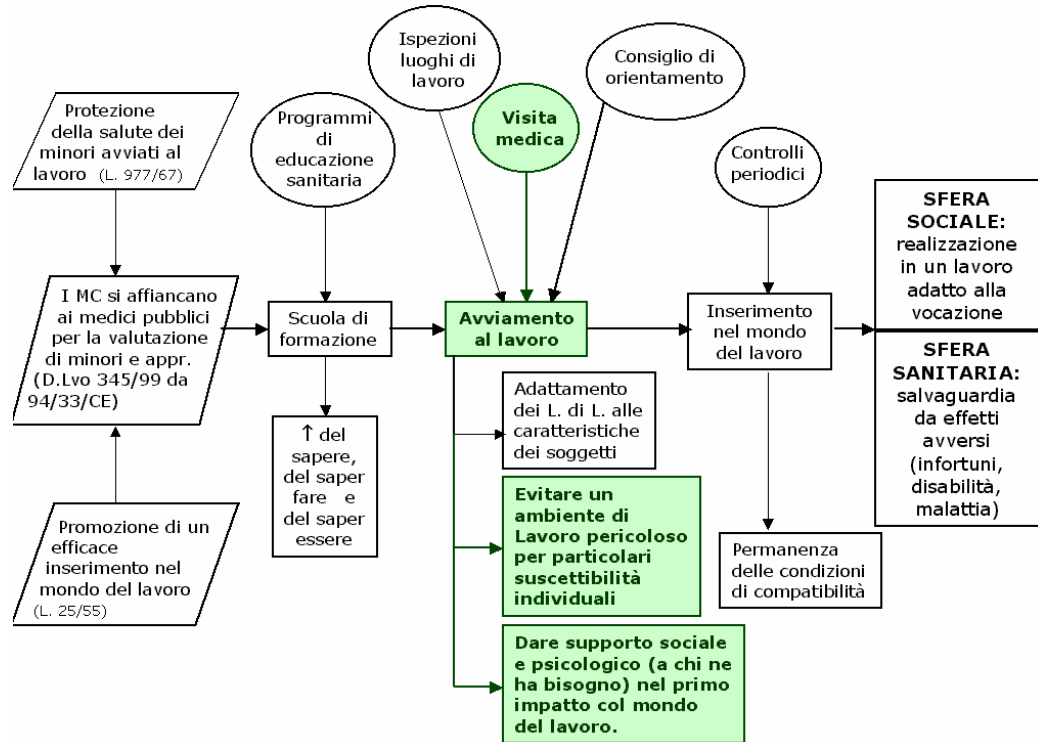 Ispezioni
luoghi di
lavoro
Consiglio di
orientamento
Visita
medica
Protezione
della salute dei
minori avviati al
lavoro (L. 977/67)
Programmi
di
educazione
sanitaria
Controlli
periodici
I MC si affiancano
ai medici pubblici
per la valutazione
di minori e appr.
(D.Lvo 345/99 da
94/33/CE)
Scuola di
formazione
Avviamento
al lavoro
Inserimento
nel mondo
del lavoro
SFERA
SOCIALE:
realizzazione
in un lavoro
adatto alla
vocazione
SFERA
SANITARIA:
salvaguardia
da effetti
avversi
(infortuni,
disabilità,
malattia)
↑ del
sapere,
del saper
fare e
del saper
essere
Adattamento
dei L. di L. alle
caratteristiche
dei soggetti
Evitare un
ambiente di
Lavoro pericoloso
per particolari
suscettibilità
individuali
Dare supporto sociale
e psicologico (a chi ne
ha bisogno) nel primo
impatto col mondo
del lavoro.
Permanenza
delle condizioni
di compatibilità
Promozione di un
efficace
inserimento nel
mondo del lavoro
(L. 25/55)